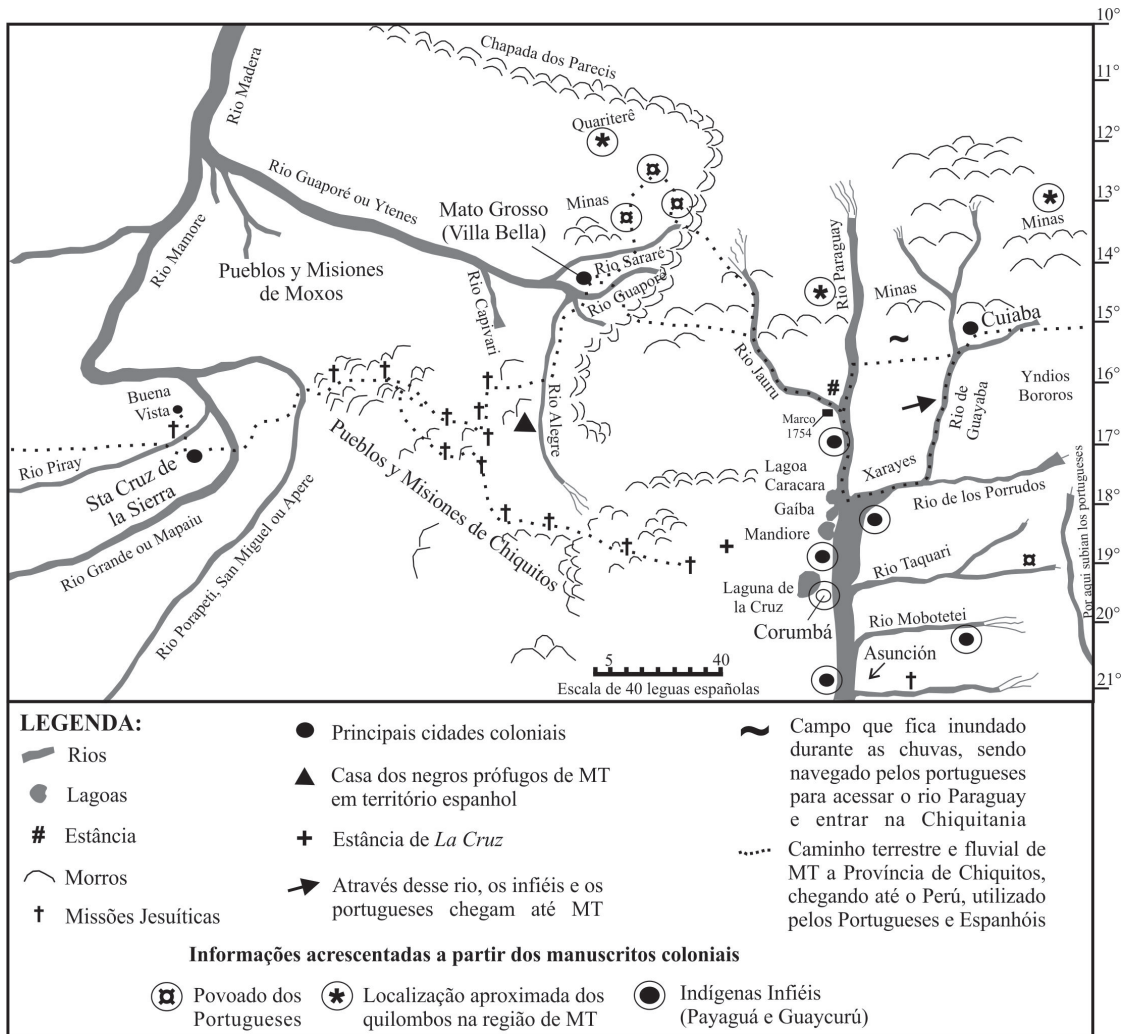 10°
Chapada dos Parecis
11°
Rio Madera
Quariterê
12°
Rio Guaporé ou Ytenes
Minas
13°
Mato Grosso
(Villa Bella)
Minas
Rio Mamore
Pueblos y Misiones
de Moxos
Rio Sararé
Rio Guaporé
Rio Paraguay
14°
Minas
Rio Capivari
Cuiaba
15°
Rio Jauru
Rio Alegre
Rio de
Guayaba
Yndios
Bororos
16°
Buena
Vista
Marco
1754
Rio Piray
Sta Cruz de
la Sierra
Pueblos y Misiones de Chiquitos
17°
Lagoa
Caracara
Xarayes
Gaíba
Rio de los Porrudos
18°
Mandiore
Rio Grande ou Mapaiu
Rio Porapeti, San Miguel ou Apere
Rio Taquari
Por aqui subian los portugueses
19°
Laguna de
la Cruz
Corumbá
Rio Mobotetei
20°
Asunción
5 40
Escala de 40 leguas españolas
21°
LEGENDA:
Rios
Lagoas
# Estância
Morros
Missões Jesuíticas
Principais cidades coloniais
Casa dos negros prófugos de MT
em território espanhol
Estância de La Cruz
Através desse rio, os infiéis e os
portugueses chegam até MT
Campo que fica inundado
durante as chuvas, sendo
navegado pelos portugueses
para acessar o rio Paraguay
e entrar na Chiquitania
Caminho terrestre e fluvial de
MT a Província de Chiquitos,
chegando até o Perú, utilizado
pelos Portugueses e Espanhóis
Informações acrescentadas a partir dos manuscritos coloniais
Povoado dos
Portugueses
Localização aproximada dos
quilombos na região de MT
Indígenas Infiéis
(Payaguá e Guaycurú)